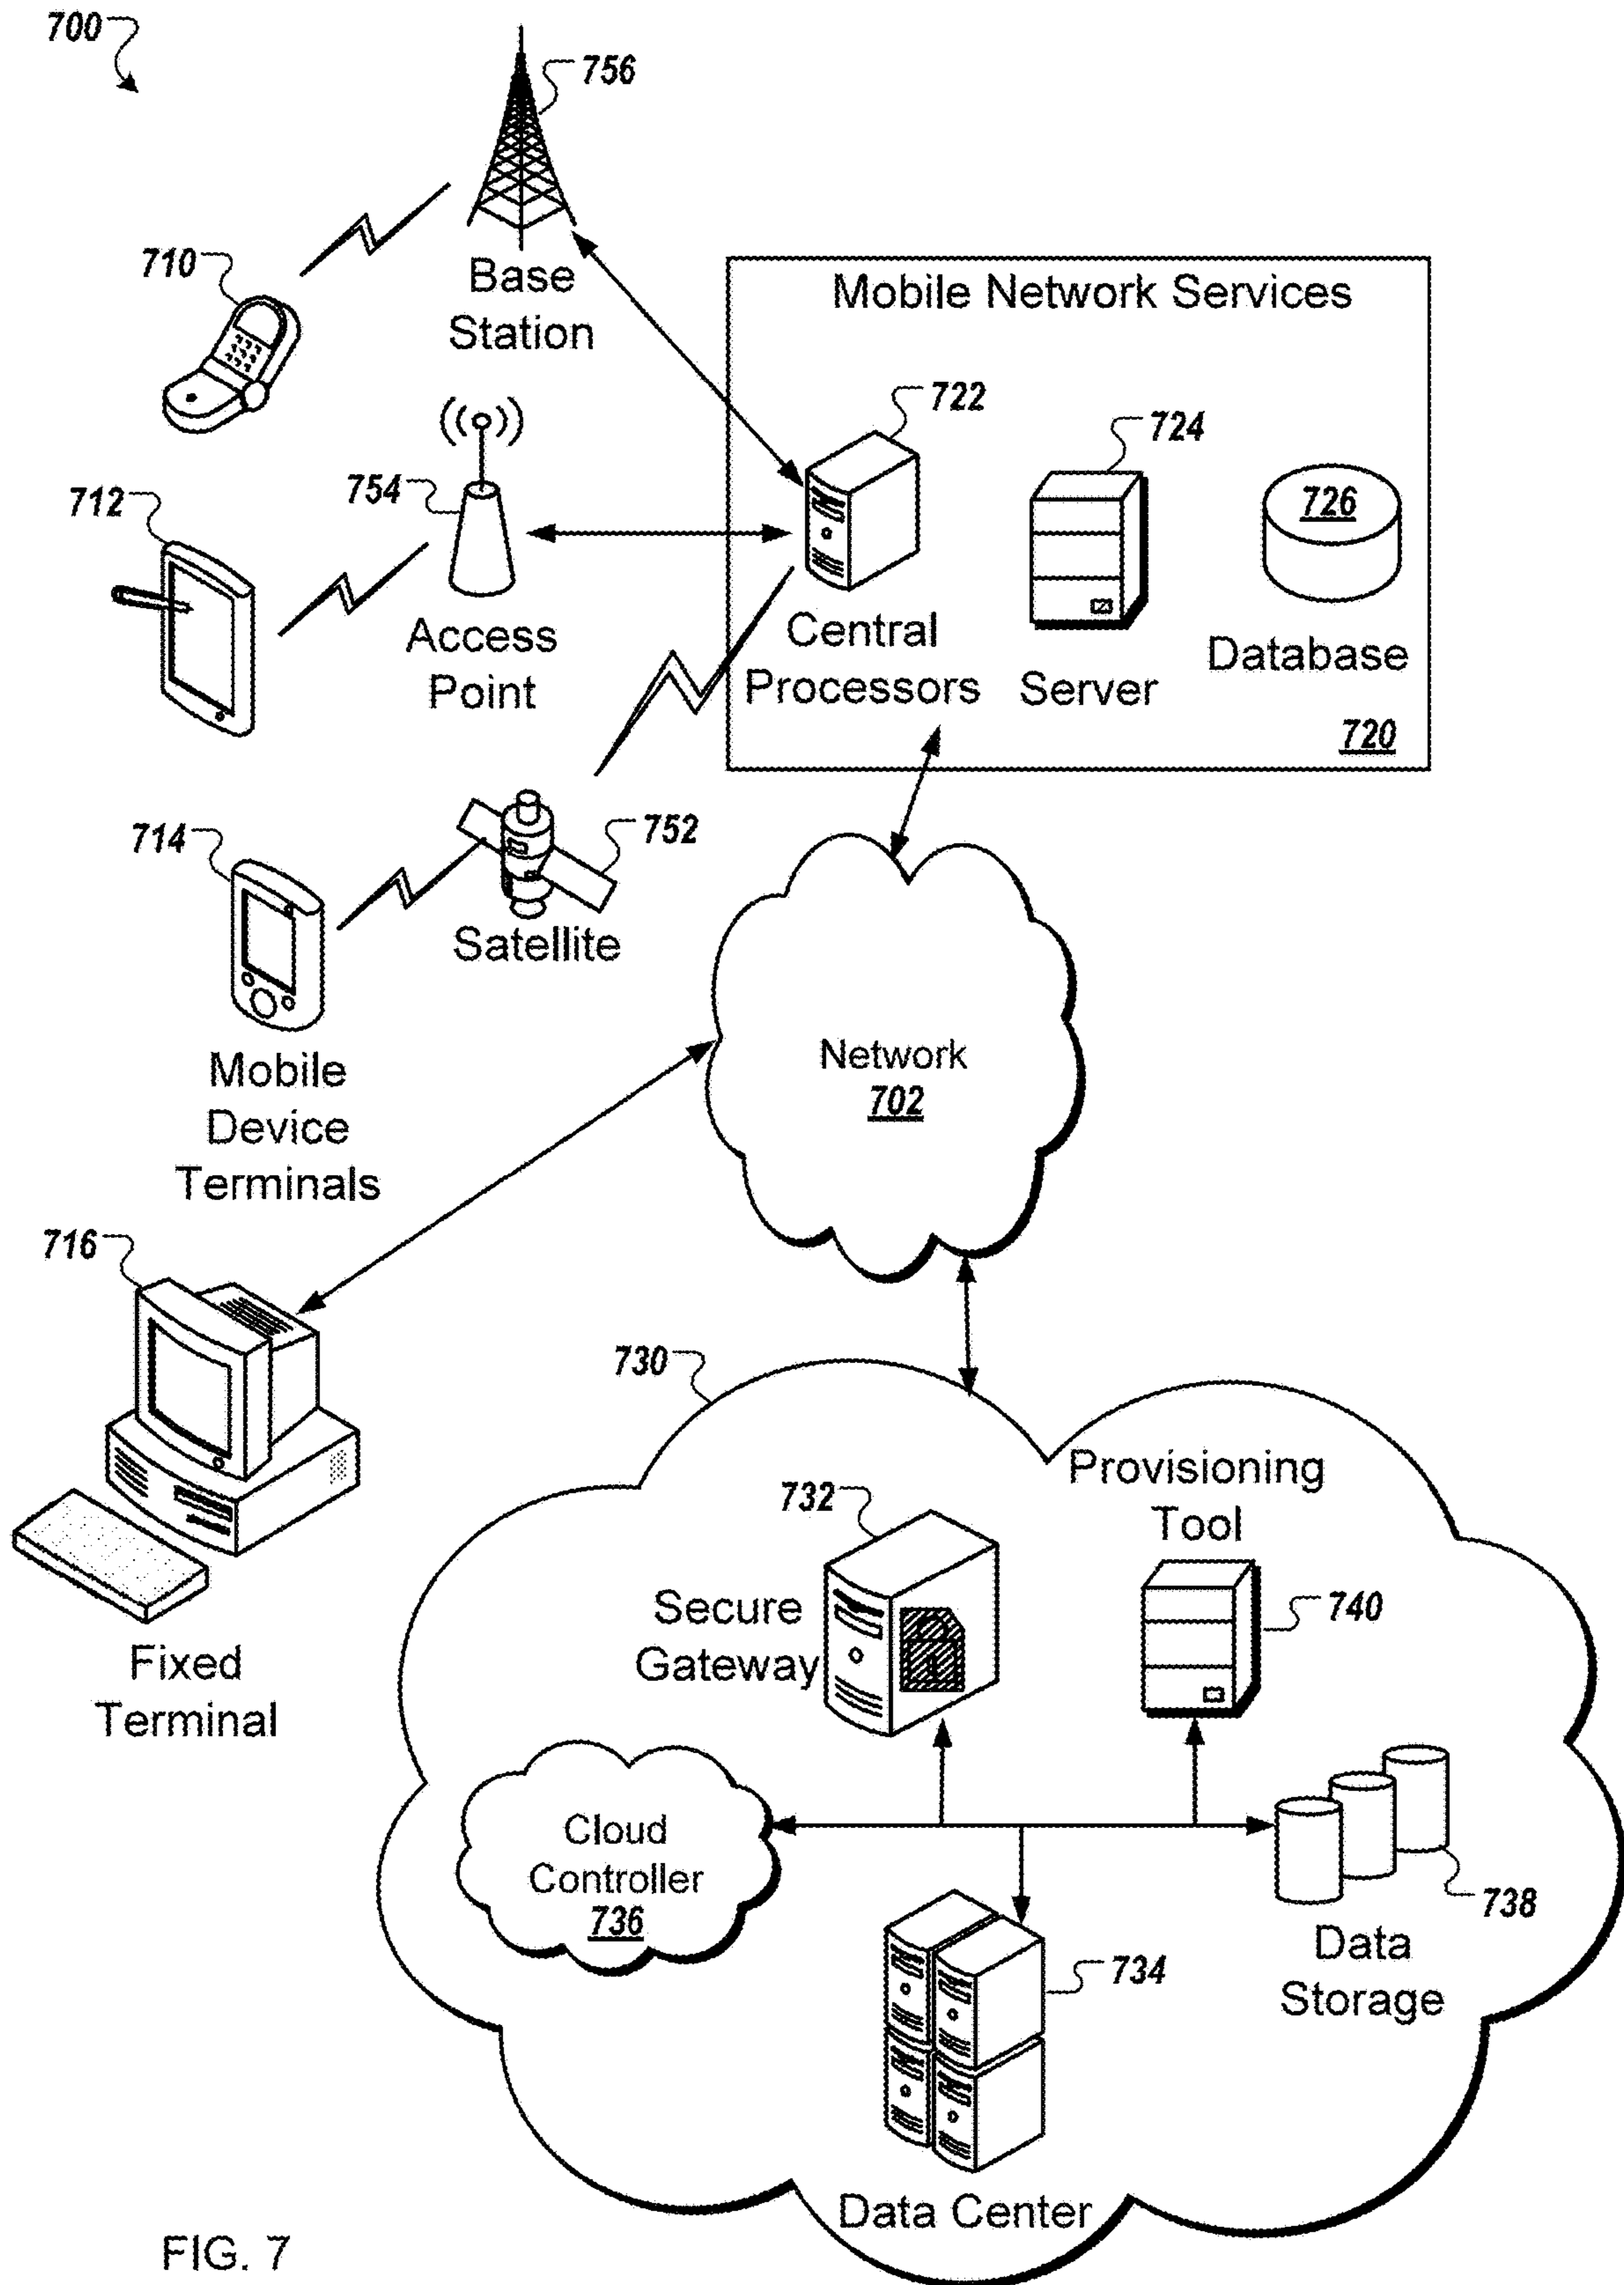 700
756
710
Base
Station
Mobile Network Services
722
724
726
712
754
Access
Point
Central
Processors
Server
Database
720
714
752
Satellite
Mobile
Device
Terminals
Network
702
716
Fixed
Terminal
730
Provisioning
Tool
732
Secure
Gateway
740
Cloud
Controller
736
738
Data
Storage
734
Data Center
FIG. 7